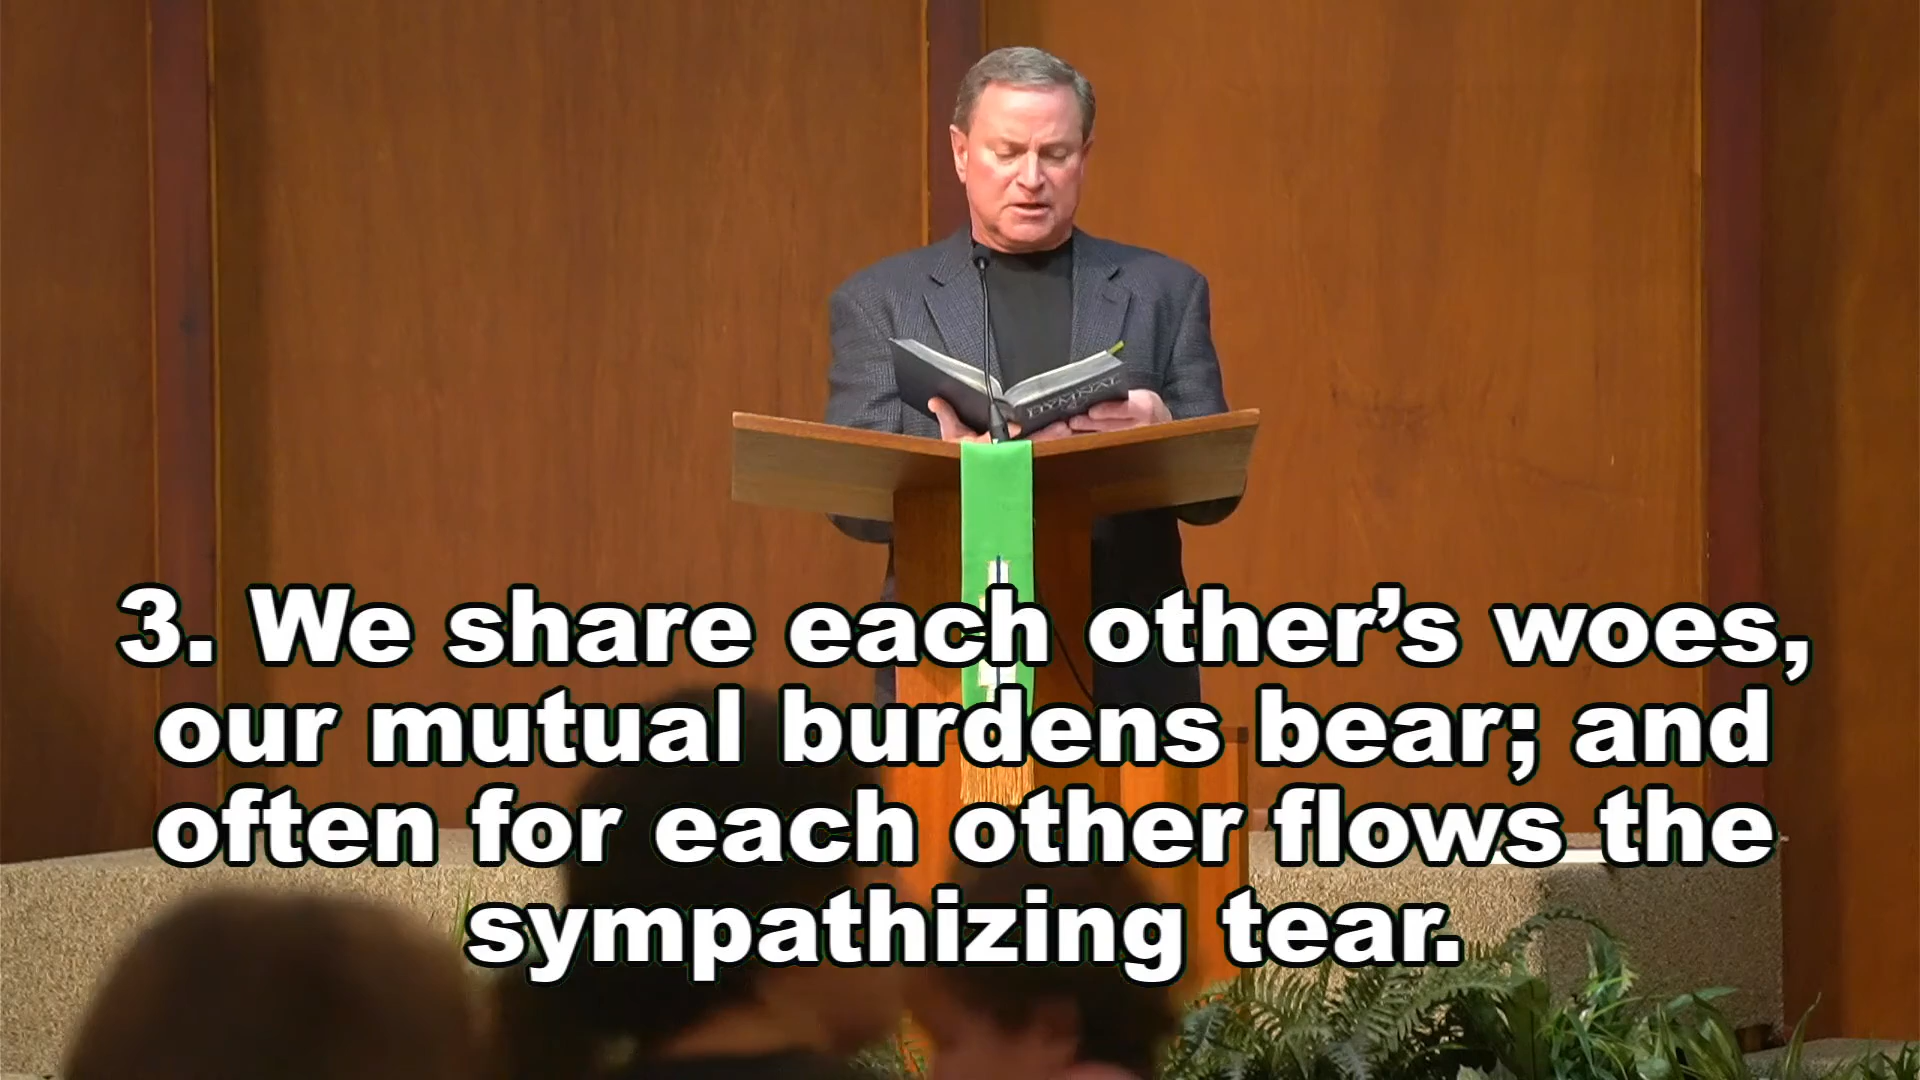 3. We share each other’s woes,
our mutual burdens bear; and
often for each other flows the
sympathizing tear.
HYMNAL